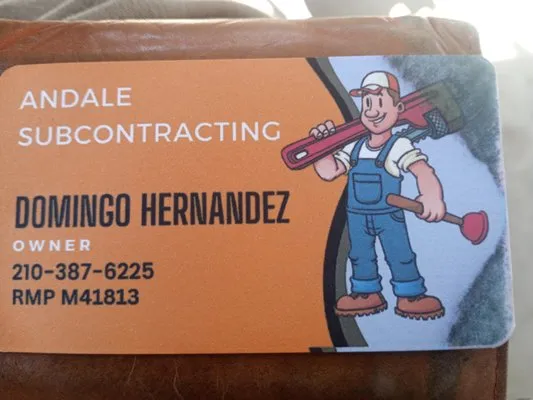 ANDALE
SUBCONTRACTING
DOMINGO HERNANDEZ
OWNER
210-387-6225
RMP M41813